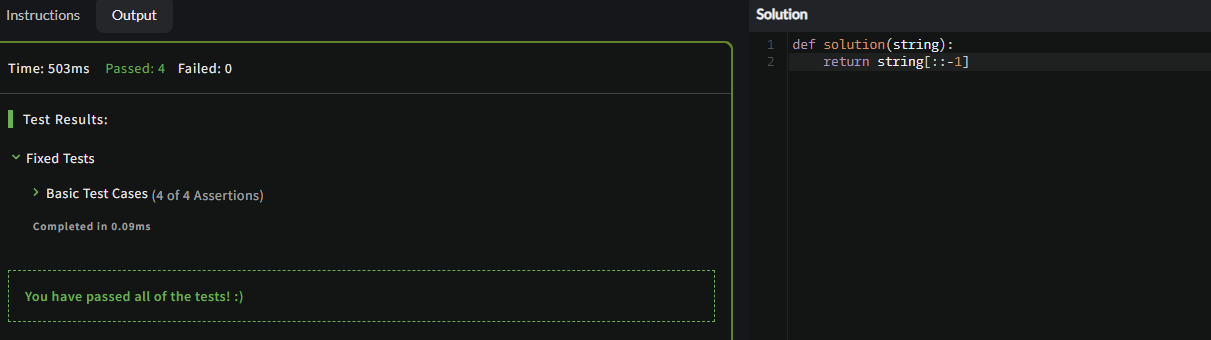 Instructions Output
Time: 503ms Passed: 4 Failed: 0
Test Results:
Fixed Tests
Basic Test Cases (4 of 4 Assertions)
Completed in 0.09ms
You have passed all of the tests! :)
Solution
1 def solution(string):
2     return string[::-1]